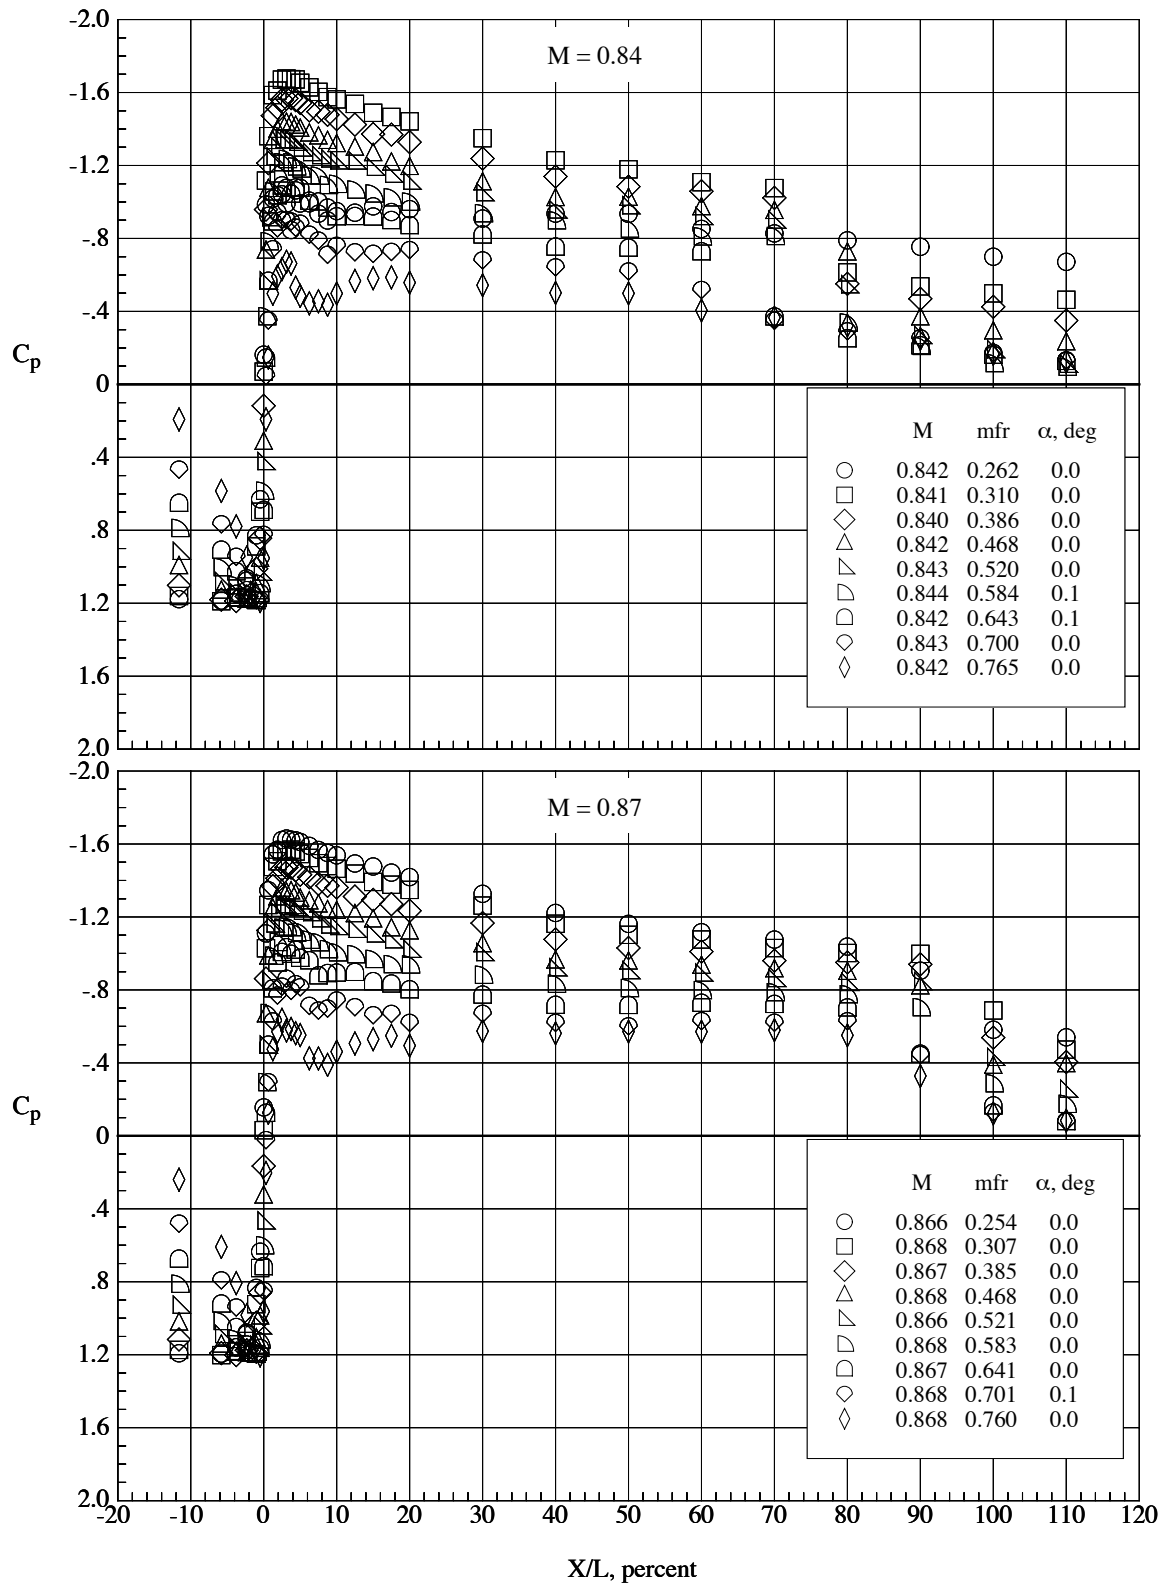 -2.0
M = 0.84
-1.6
-1.2
-.8
-.4
Cp
0
.4
.8
1.2
1.6
2.0
M mfr α, deg
0.842 0.262 0.0
0.841 0.310 0.0
0.840 0.386 0.0
0.842 0.468 0.0
0.843 0.520 0.0
0.844 0.584 0.1
0.842 0.643 0.1
0.843 0.700 0.0
0.842 0.765 0.0
-2.0
M = 0.87
-1.6
-1.2
-.8
-.4
Cp
0
.4
.8
1.2
1.6
2.0
M mfr α, deg
0.866 0.254 0.0
0.868 0.307 0.0
0.867 0.385 0.0
0.868 0.468 0.0
0.866 0.521 0.0
0.868 0.583 0.0
0.867 0.641 0.0
0.868 0.701 0.1
0.868 0.760 0.0
-20 -10 0 10 20 30 40 50 60 70 80 90 100 110 120
X/L, percent